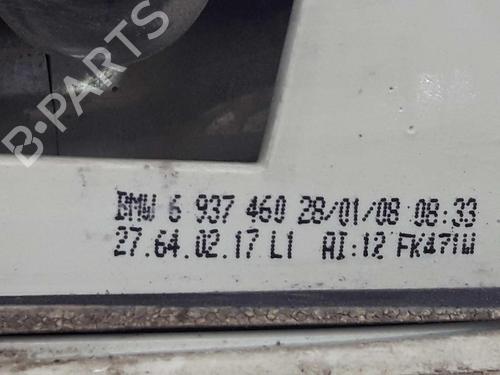 B-PARTS
BMW 6 937 460 28/01/08 08:33
27.64.02.17 L1 AI:12 FK471W